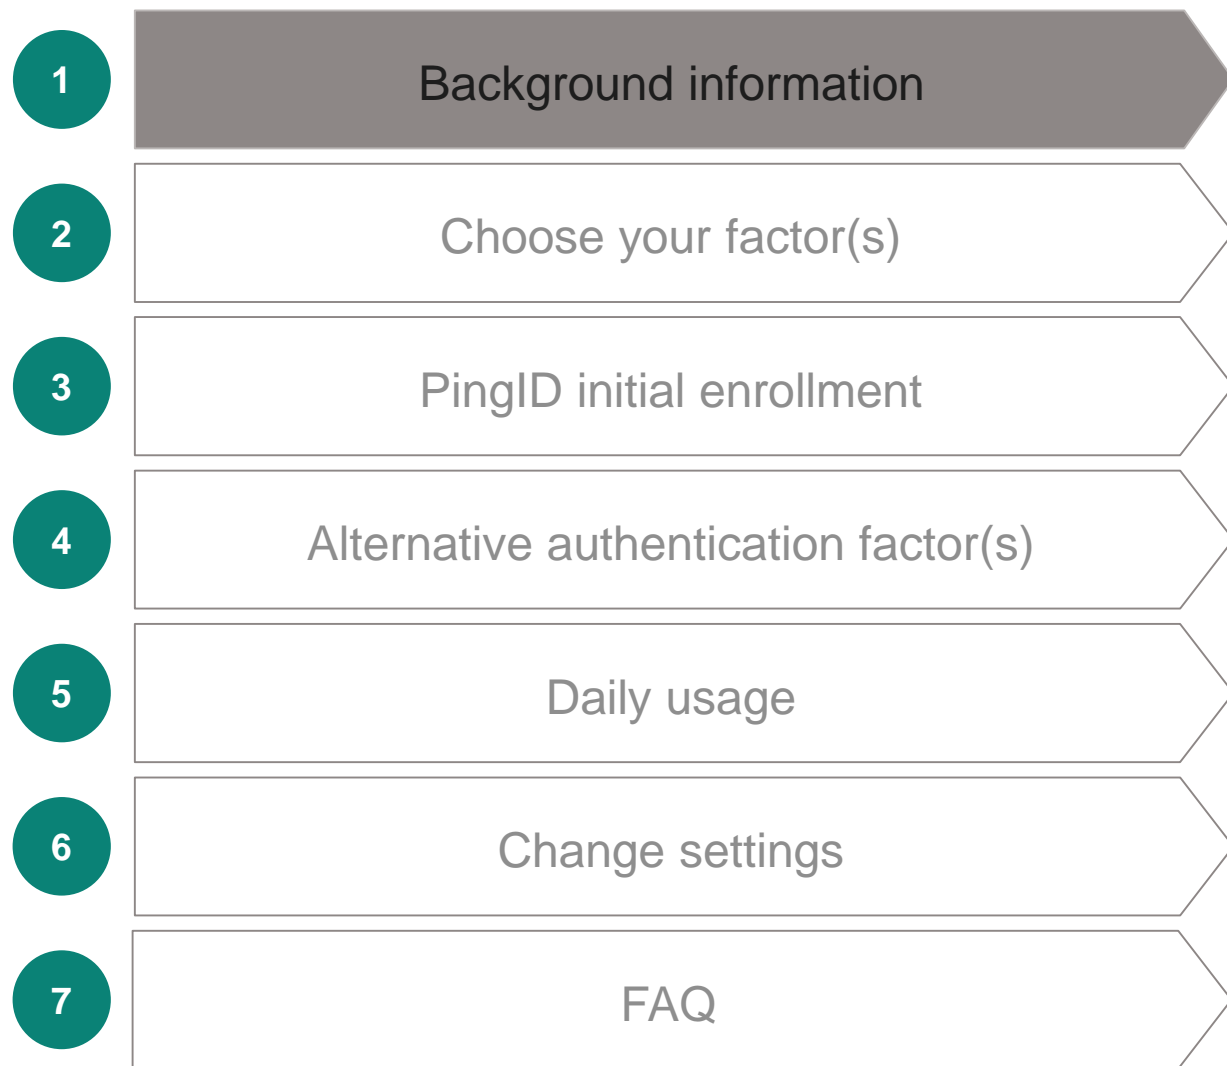 1 Background information
2 Choose your factor(s)
3 PingID initial enrollment
4 Alternative authentication factor(s)
5 Daily usage
6 Change settings
7 FAQ